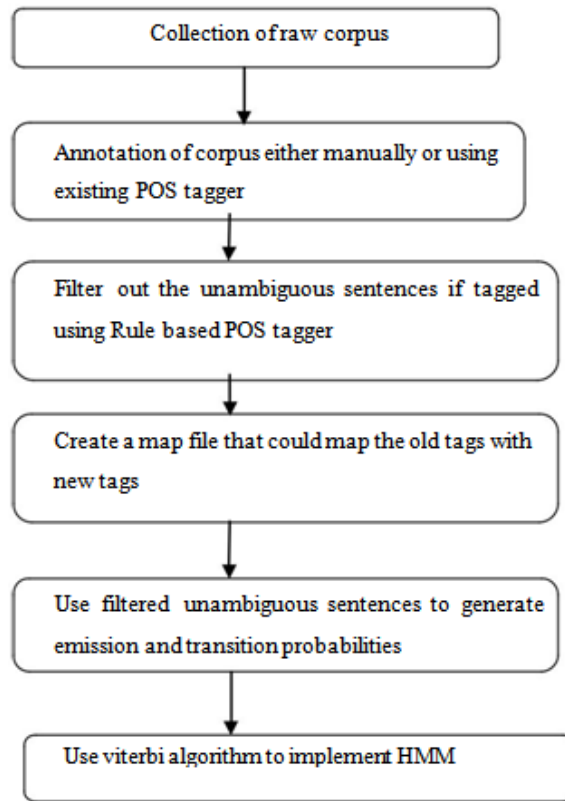 Collection of raw corpus
Annotation of corpus either manually or using
existing POS tagger
Filter out the unambiguous sentences if tagged
using Rule based POS tagger
Create a map file that could map the old tags with
new tags
Use filtered unambiguous sentences to generate
emission and transition probabilities
Use viterbi algorithm to implement HMM